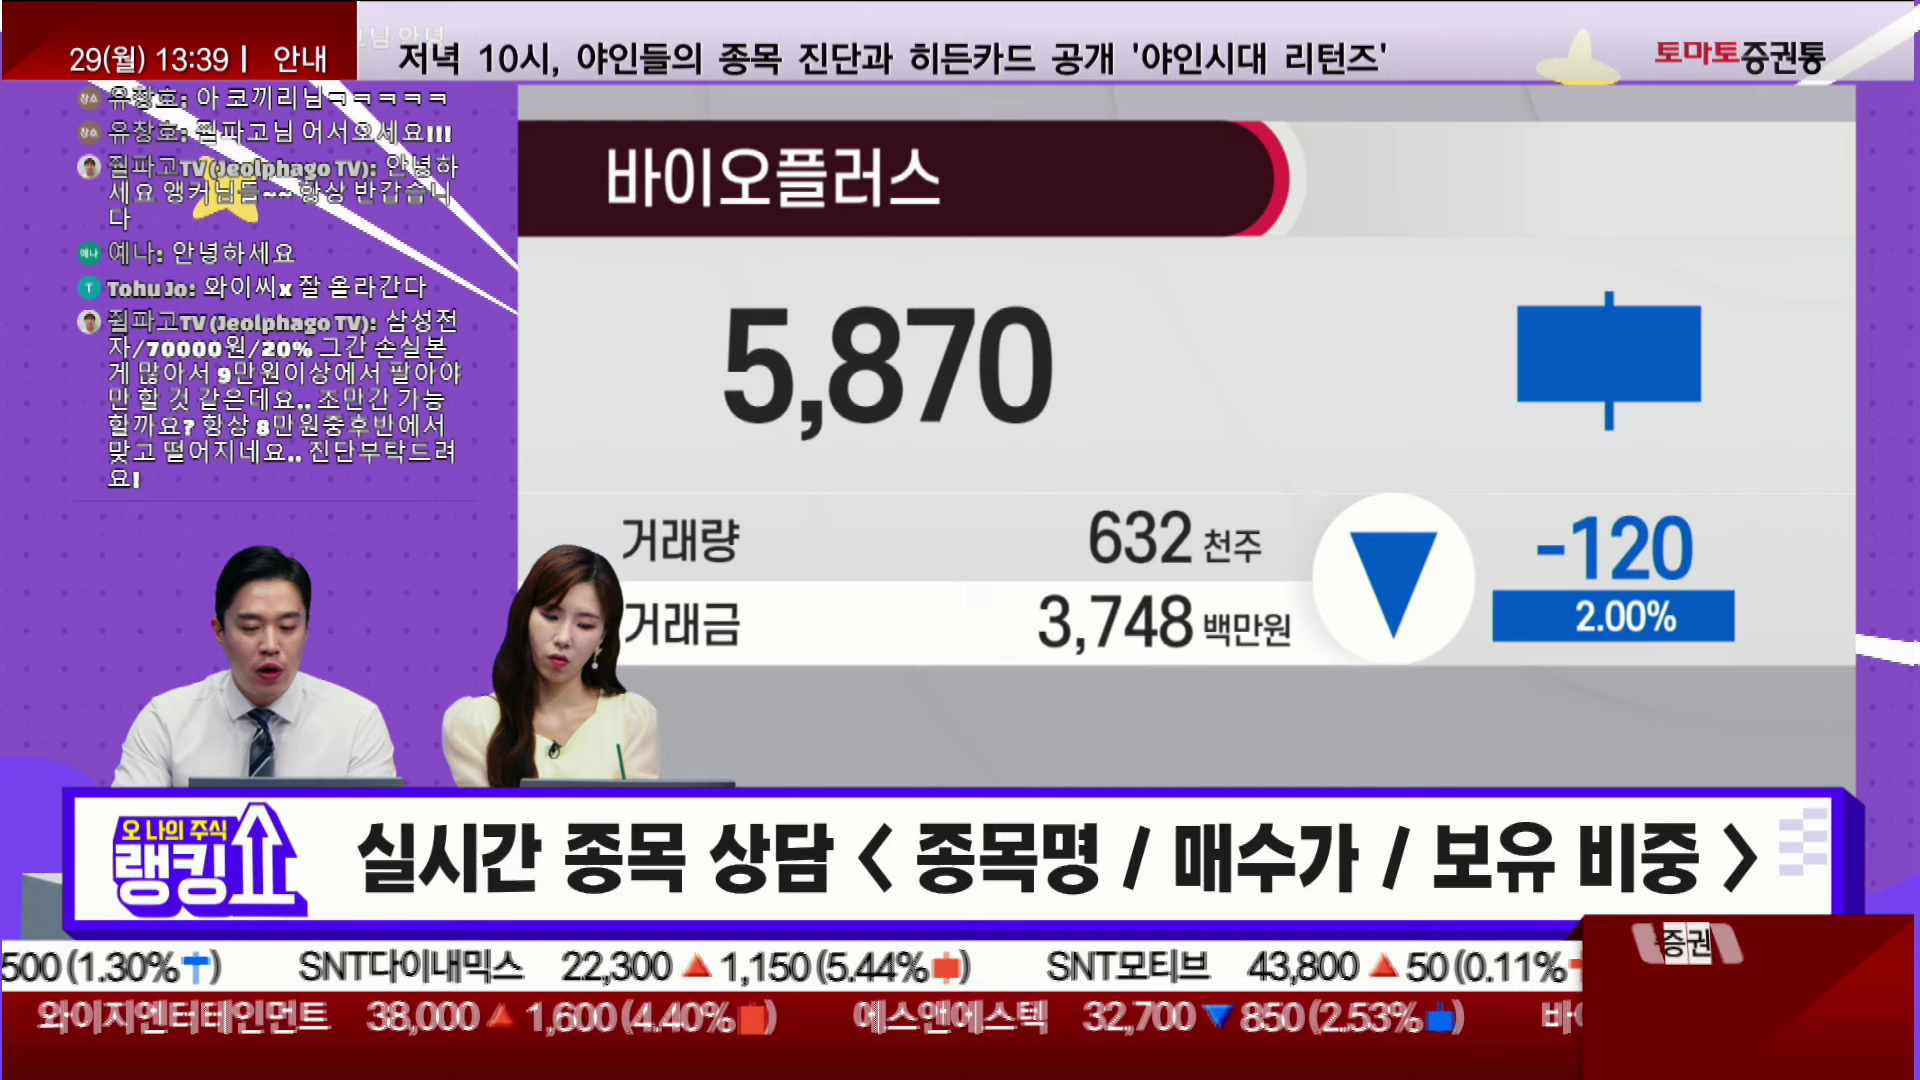 29(월) 13:39 | 안내
저녁 10시, 야인들의 종목 진단과 히든카드 공개 '야인시대 리턴즈'
토마토증권통
유창호: 아 코끼리님ㅋㅋㅋㅋㅋ
유창호: 쥘파고님 어서오세요!!!
쥘파고TV (Jeolphago TV): 안녕하
세요 앵커님들~~ 항상 반갑습니
다
예나: 안녕하세요
Tohu Jo: 와이씨x 잘 올라간다
쥘파고TV (Jeolphago TV): 삼성전
자/70000원/20% 그간 손실본
게 많아서 9만원이상에서 팔아야
만 할 것 같은데요.. 조만간 가능
할까요? 항상 8만원중후반에서
맞고 떨어지네요.. 진단부탁드려
요!
바이오플러스
5,870
거래량 632 천주
-120
거래금 3,748 백만원
2.00%
오 나의 주식
랭킹쇼
실시간 종목 상담 < 종목명 / 매수가 / 보유 비중 >
증권
500 (1.30%) SNT다이내믹스 22,300 ▲ 1,150 (5.44%) SNT모티브 43,800 ▲ 50 (0.11%
와이지엔터테인먼트 38,000 ▲ 1,600 (4.40%) 에스앤에스텍 32,700 ▼ 850 (2.53%)